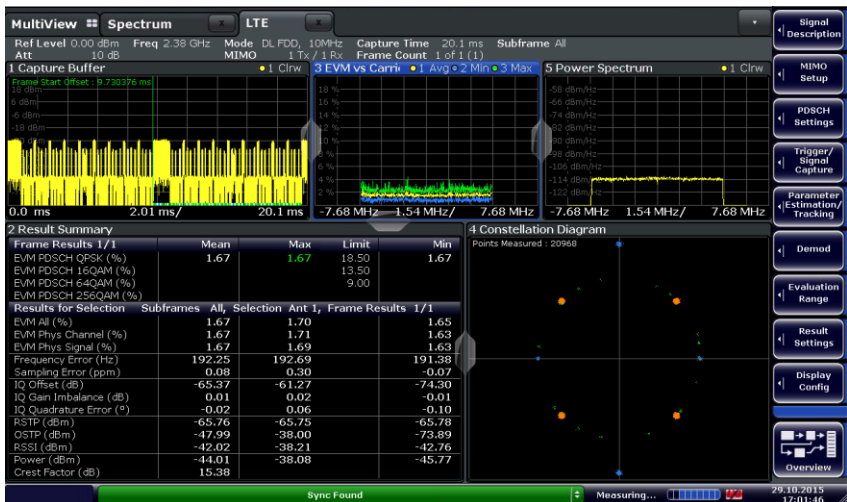 MultiView Spectrum x LTE x
Ref Level 0.00 dBm Freq 2.38 GHz Mode DL FDD, 10MHz Capture Time 20.1 ms Subframe All
Att 10 dB MIMO 1 Tx / 1 Rx Frame Count 1 of 1 (1)
1 Capture Buffer 1 Clrw
Frame Start Offset : 9.730376 ms
18 dBm
6 dBm
-6 dBm
-18 dBm
0.0 ms 2.01 ms/ 20.1 ms
3 EVM vs Carri 1 Avg 2 Min 3 Max
18 %
16 %
14 %
6 %
4 %
2 %
-7.68 MHz 1.54 MHz/ 7.68 MHz
5 Power Spectrum 1 Clrw
-58 dBm/Hz
-66 dBm/Hz
-74 dBm/Hz
-82 dBm/Hz
-98 dBm/Hz
-106 dBm/Hz
-114 dBm/Hz
-122 dBm/Hz
-7.68 MHz 1.54 MHz/ 7.68 MHz
2 Result Summary
Frame Results 1/1 Mean Max Limit Min
EVM PDSCH QPSK (%) 1.67 1.67 18.50 1.67
EVM PDSCH 16QAM (%) 13.50
EVM PDSCH 64QAM (%) 9.00
EVM PDSCH 256QAM (%)
Results for Selection Subframes All, Selection Ant 1, Frame Results 1/1
EVM All (%) 1.67 1.70 1.65
EVM Phys Channel (%) 1.67 1.71 1.63
EVM Phys Signal (%) 1.67 1.69 1.63
Frequency Error (Hz) 192.25 192.69 191.38
Sampling Error (ppm) 0.08 0.30 -0.07
IQ Offset (dB) -65.37 -61.27 -74.30
IQ Gain Imbalance (dB) 0.01 0.02 -0.01
IQ Quadrature Error (°) -0.02 0.06 -0.10
RSTP (dBm) -65.76 -65.75 -65.78
OSTP (dBm) -47.99 -38.00 -73.89
RSSI (dBm) -42.02 -38.21 -42.76
Power (dBm) -44.01 -38.08 -45.77
Crest Factor (dB) 15.38
4 Constellation Diagram
Points Measured : 20968
Signal
Description
MIMO
Setup
PDSCH
Settings
Trigger/
Signal
Capture
Parameter
Estimation/
Tracking
Demod
Evaluation
Range
Result
Settings
Display
Config
Overview
Sync Found
Measuring...
29.10.2015
17:01:46